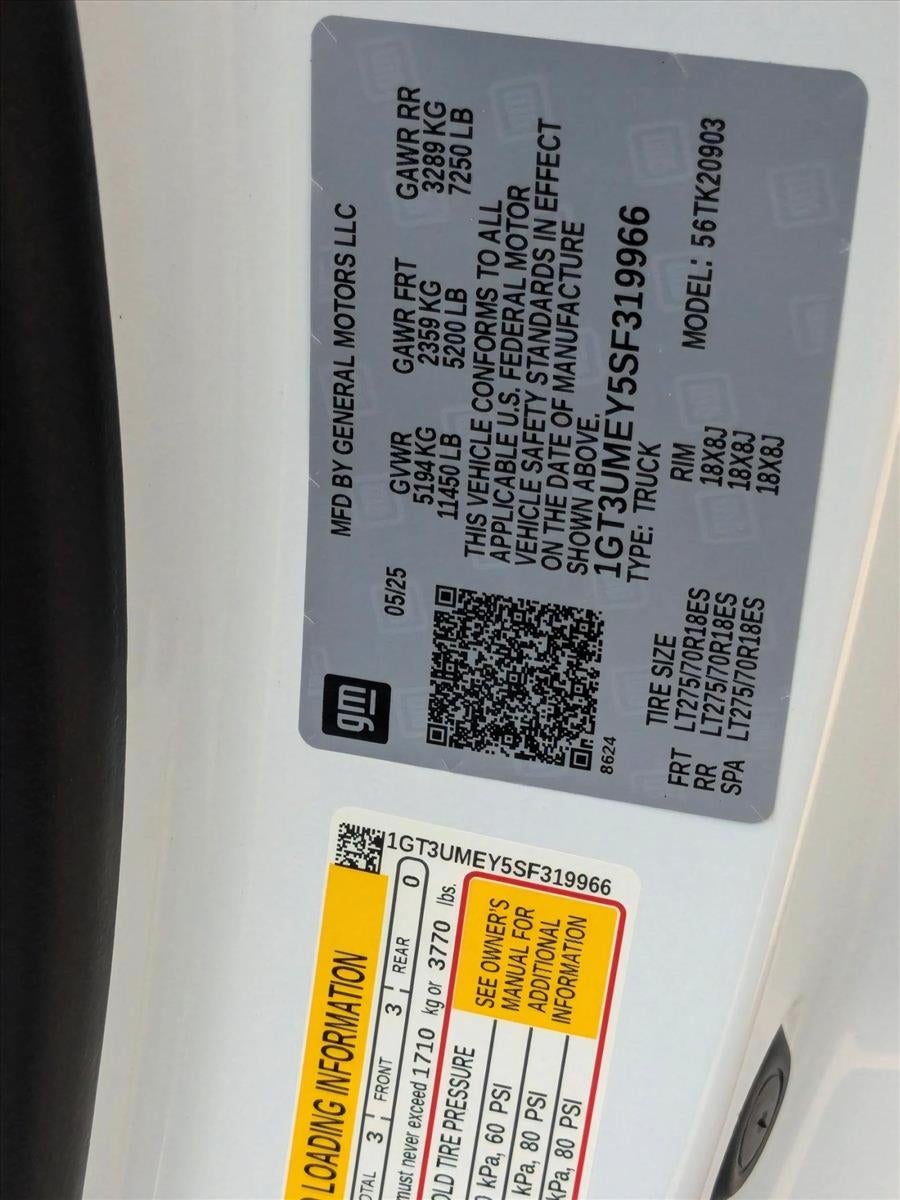 gm
MFD BY GENERAL MOTORS LLC
05/25
GVWR GAWR FRT GAWR RR
5194 KG 2359 KG 3289 KG
11450 LB 5200 LB 7250 LB
THIS VEHICLE CONFORMS TO ALL
APPLICABLE U.S. FEDERAL MOTOR
VEHICLE SAFETY STANDARDS IN EFFECT
ON THE DATE OF MANUFACTURE
SHOWN ABOVE.
1GT3UMEY5SF319966
TYPE: TRUCK
8624
MODEL: 56TK20903
TIRE SIZE RIM
FRT LT275/70R18ES 18X8J
RR LT275/70R18ES 18X8J
SPA LT275/70R18ES 18X8J
1GT3UMEY5SF319966
LOADING INFORMATION
3 FRONT 3 REAR 0
must never exceed 1710 kg or 3770 lbs.
TIRE PRESSURE
kPa, 60 PSI
kPa, 80 PSI
kPa, 80 PSI
SEE OWNER'S
MANUAL FOR
ADDITIONAL
INFORMATION